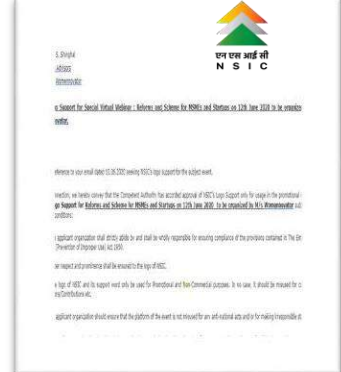 एन एस आई सी
N S I C
S. Singhal
Advisors
Womennovator
g Support for Special Virtual Webinar : Reforms and Scheme for MSMEs and Startups on 12th June 2020 to be organize
ovator.
eference to your email dated 10.06.2020 seeking NSIC's logo support for the subject event.
nnection, we hereby convey that the Competent Authority has accorded approval of NSIC's Logo Support only for usage in the promotional
go Support for Reforms and Scheme for MSMEs and Startups on 12th June 2020 to be organized by M/s Womennovator sub
conditions:
applicant organization shall strictly abide by and shall be wholly responsible for ensuring compliance of the provisions contained in The Em
(Prevention of Improper Use) Act 1950.
er respect and prominence shall be ensured to the logo of NSIC.
e logo of NSIC and its support word only be used for Promotional and Non Commercial purposes. In no case, it should be misused for co
ing Contributions etc.
applicant organization should ensure that the platform of the event is not misused for any anti-national acts and/or for making irresponsible st